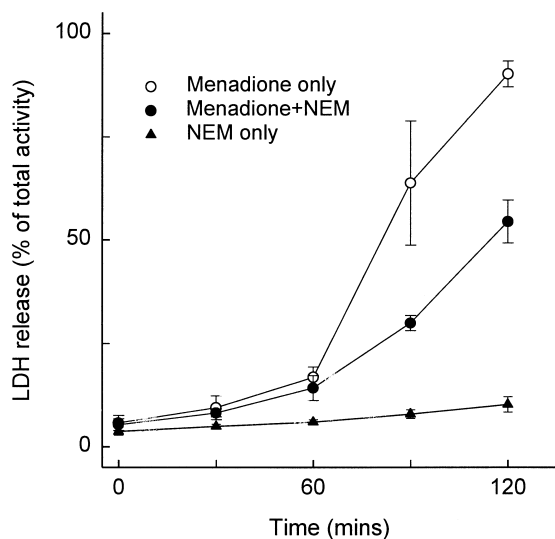 100
50
0
LDH release (% of total activity)
Menadione only
Menadione+NEM
NEM only
0
60
120
Time (mins)